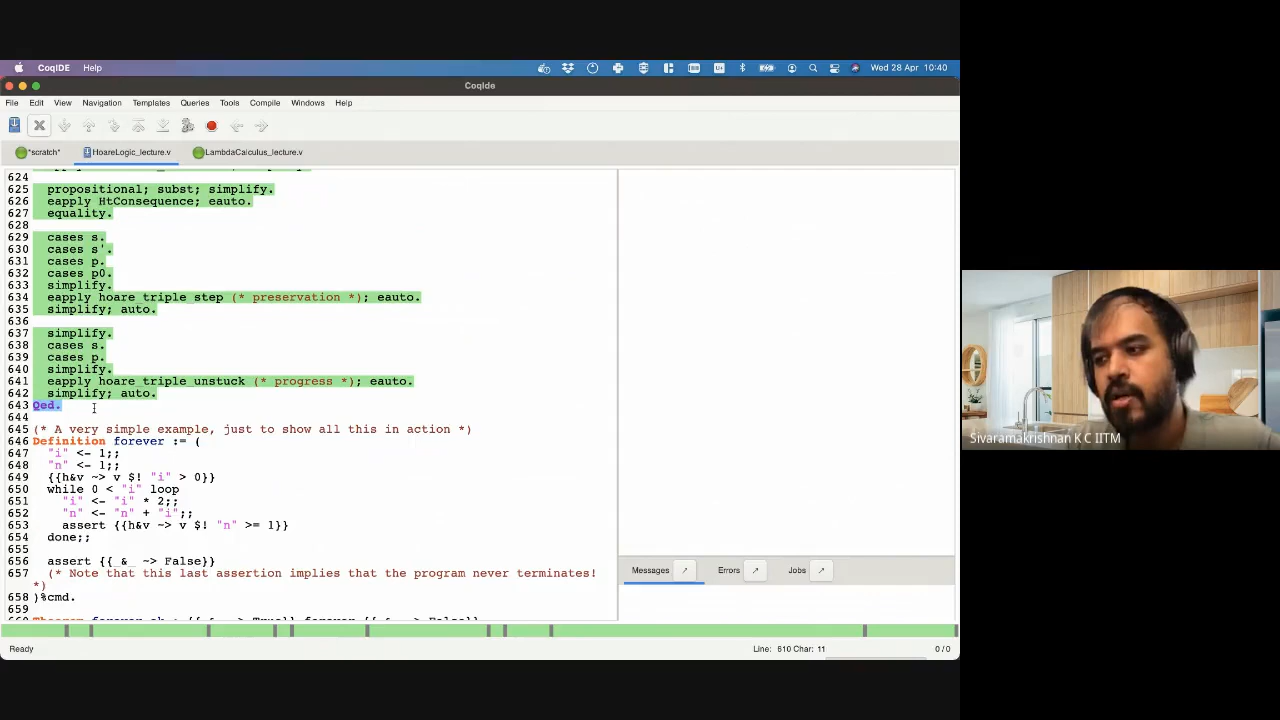 CoqIDE Help
Wed 28 Apr 10:40
CoqIde
File Edit View Navigation Templates Queries Tools Compile Windows Help
*scratch* HoareLogic_lecture.v LambdaCalculus_lecture.v
624
625 propositional; subst; simplify.
626 eapply HtConsequence; eauto.
627 equality.
628
629 cases s.
630 cases s'.
631 cases p.
632 cases p0.
633 simplify.
634 eapply hoare_triple_step (* preservation *); eauto.
635 simplify; auto.
636
637 simplify.
638 cases s.
639 cases p.
640 simplify.
641 eapply hoare_triple_unstuck (* progress *); eauto.
642 simplify; auto.
643 Qed.
644
645 (* A very simple example, just to show all this in action *)
646 Definition forever := (
647 "i" <- 1;;
648 "n" <- 1;;
649 {{h&v ~> v $! "i" > 0}}
650 while 0 < "i" loop
651 "i" <- "i" * 2;;
652 "n" <- "n" + "i";;
653 assert {{h&v ~> v $! "n" >= 1}}
654 done;;
655
656 assert {{_&_ ~> False}}
657 (* Note that this last assertion implies that the program never terminates!
*)
658 )%cmd.
659
Messages Errors Jobs
Ready
Line: 610 Char: 11
0 / 0
Sivaramakrishnan K C IITM